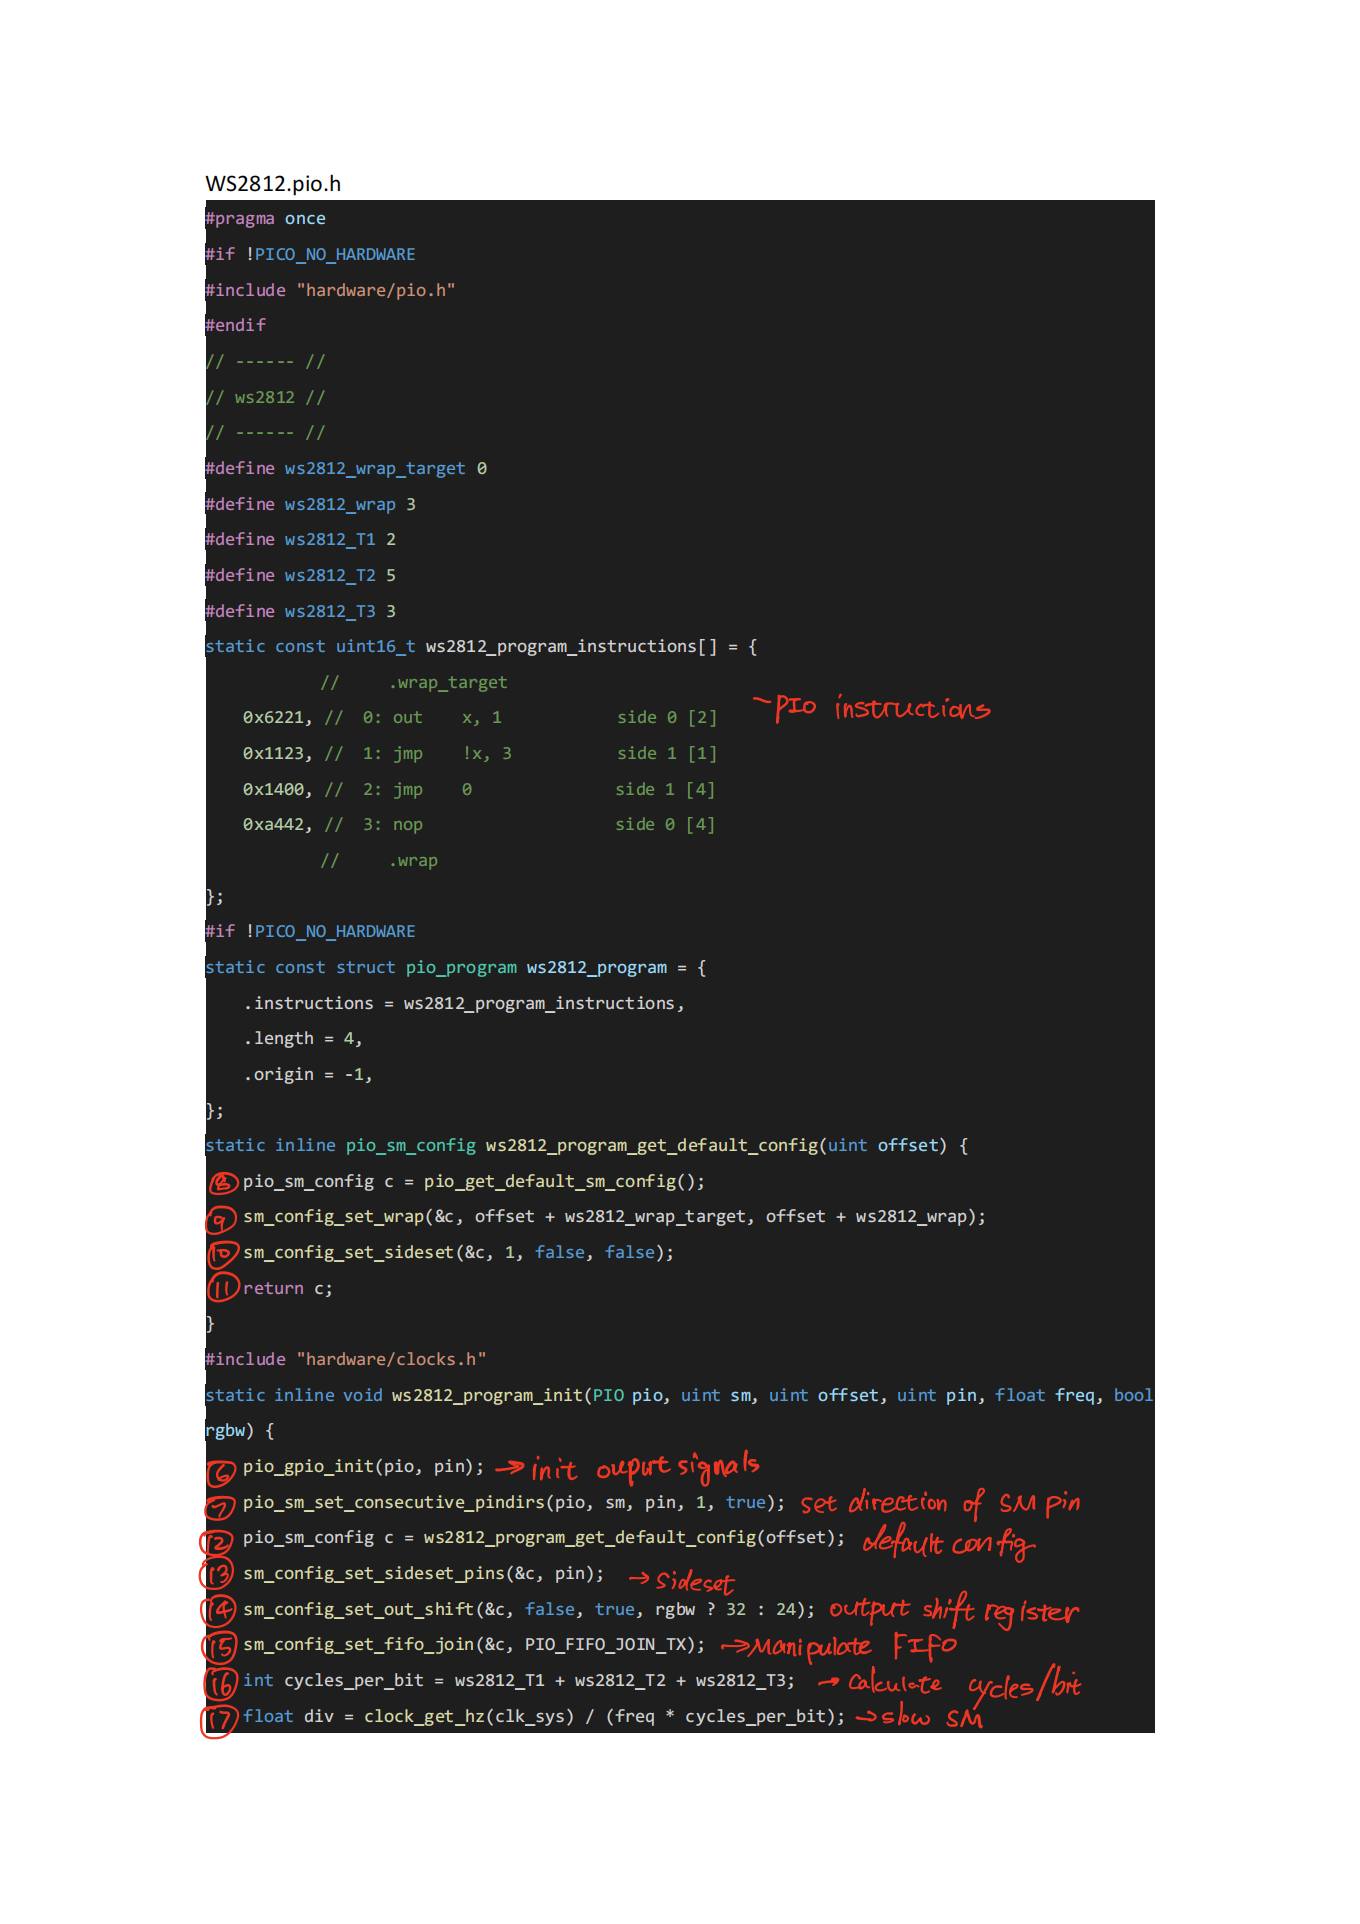 WS2812.pio.h
#pragma once
#if !PICO_NO_HARDWARE
#include "hardware/pio.h"
#endif
// ------ //
// ws2812 //
// ------ //
#define ws2812_wrap_target 0
#define ws2812_wrap 3
#define ws2812_T1 2
#define ws2812_T2 5
#define ws2812_T3 3
static const uint16_t ws2812_program_instructions[] = {
//     .wrap_target
0x6221, //  0: out    x, 1            side 0 [2] - PIO instructions
0x1123, //  1: jmp    !x, 3           side 1 [1]
0x1400, //  2: jmp    0               side 1 [4]
0xa442, //  3: nop                    side 0 [4]
//     .wrap
};
#if !PICO_NO_HARDWARE
static const struct pio_program ws2812_program = {
.instructions = ws2812_program_instructions,
.length = 4,
.origin = -1,
};
static inline pio_sm_config ws2812_program_get_default_config(uint offset) {
⑧ pio_sm_config c = pio_get_default_sm_config();
⑨ sm_config_set_wrap(&c, offset + ws2812_wrap_target, offset + ws2812_wrap);
⑩ sm_config_set_sideset(&c, 1, false, false);
⑪ return c;
}
#include "hardware/clocks.h"
static inline void ws2812_program_init(PIO pio, uint sm, uint offset, uint pin, float freq, bool
rgbw) {
⑥ pio_gpio_init(pio, pin); → init ouput signals
⑦ pio_sm_set_consecutive_pindirs(pio, sm, pin, 1, true); set direction of SM pin
⑫ pio_sm_config c = ws2812_program_get_default_config(offset); default config
⑬ sm_config_set_sideset_pins(&c, pin); → sideset
⑭ sm_config_set_out_shift(&c, false, true, rgbw ? 32 : 24); output shift register
⑮ sm_config_set_fifo_join(&c, PIO_FIFO_JOIN_TX); → Manipulate FIFO
⑯ int cycles_per_bit = ws2812_T1 + ws2812_T2 + ws2812_T3; → calculate cycles/bit
⑰ float div = clock_get_hz(clk_sys) / (freq * cycles_per_bit); → slow SM